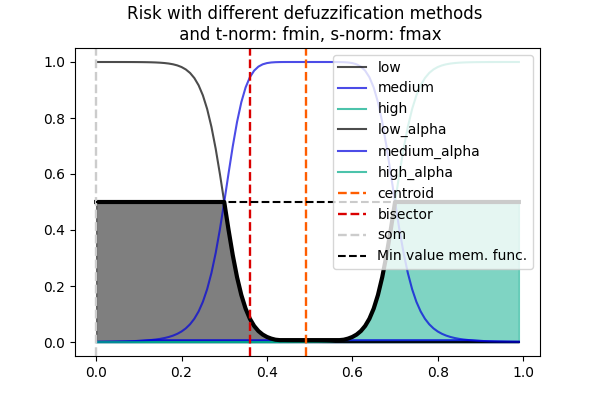 Risk with different defuzzification methods
and t-norm: fmin, s-norm: fmax
1.0
0.8
0.6
0.4
0.2
0.0
low
medium
high
low_alpha
medium_alpha
high_alpha
centroid
bisector
som
Min value mem. func.
0.0 0.2 0.4 0.6 0.8 1.0